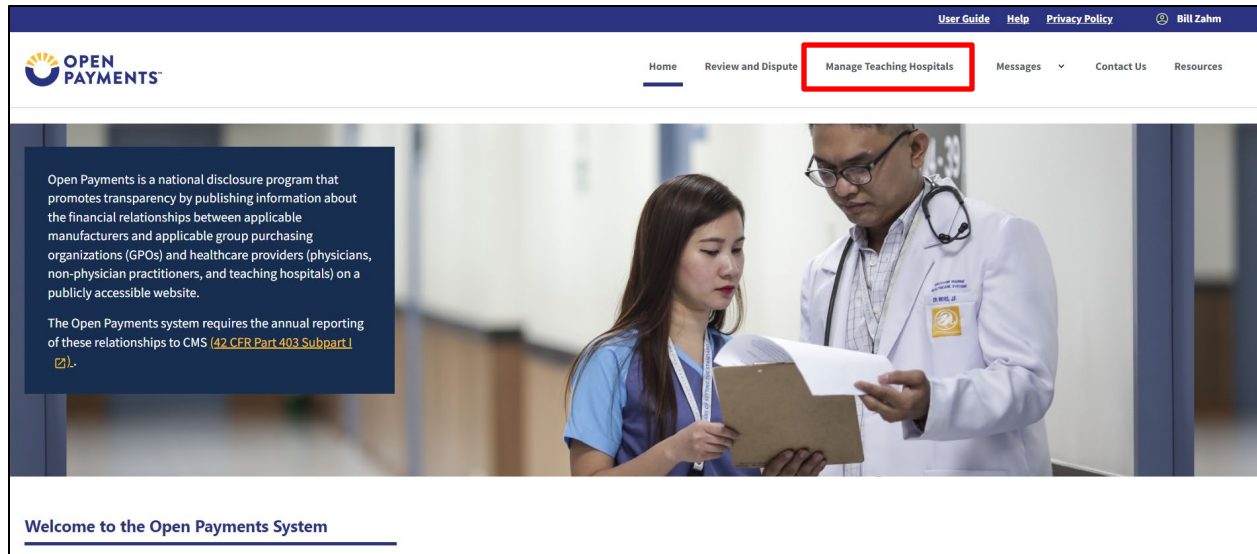 User Guide Help Privacy Policy Bill Zahm
OPEN
PAYMENTS
Home Review and Dispute Manage Teaching Hospitals Messages Contact Us Resources
Open Payments is a national disclosure program that
promotes transparency by publishing information about
the financial relationships between applicable
manufacturers and applicable group purchasing
organizations (GPOs) and healthcare providers (physicians,
non-physician practitioners, and teaching hospitals) on a
publicly accessible website.
The Open Payments system requires the annual reporting
of these relationships to CMS (42 CFR Part 403 Subpart I
).
Welcome to the Open Payments System